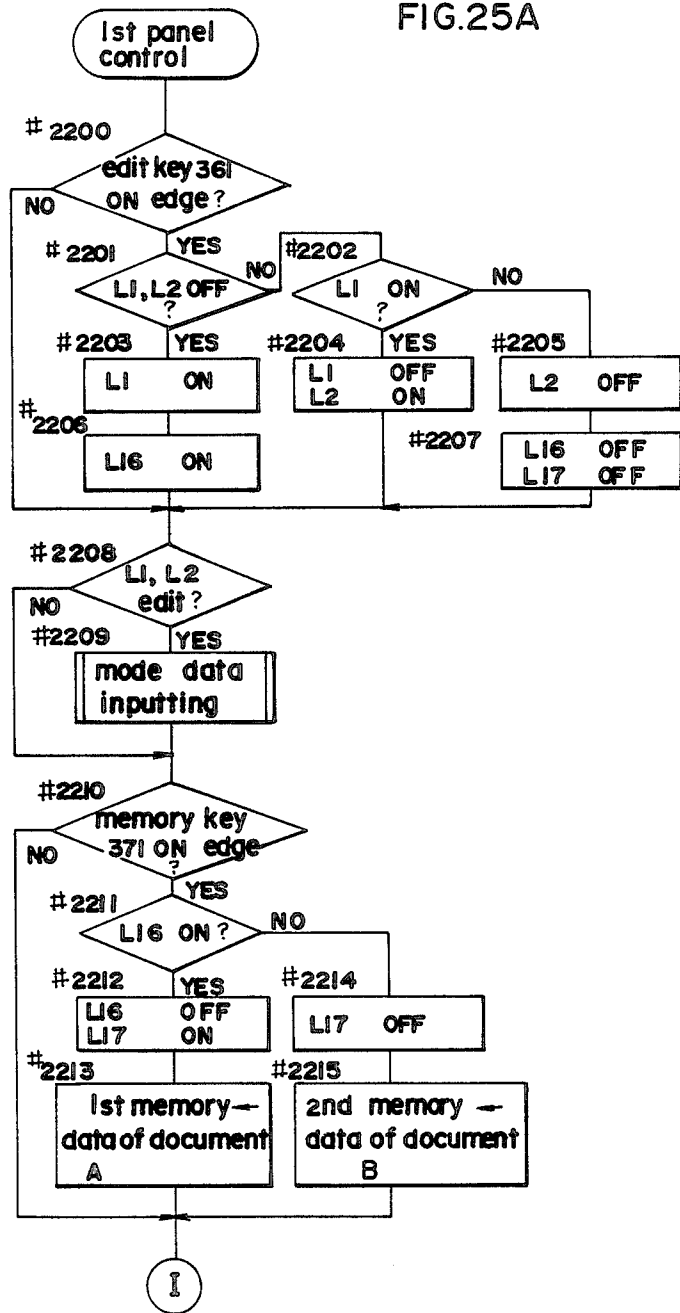 FIG.25A
1st panel
control
# 2200
edit key 361
ON edge?
NO
YES
# 2201
L1, L2 OFF
?
NO
YES
#2202
L1 ON
?
NO
YES
#2203
L1 ON
#2204
L1 OFF
L2 ON
#2205
L2 OFF
#
2206
L16 ON
#2207
L16 OFF
L17 OFF
#2208
L1, L2
edit?
NO
YES
#2209
mode data
inputting
#2210
memory key
371 ON edge
?
NO
YES
#2211
L16 ON?
NO
YES
#2212
L16 OFF
L17 ON
#2214
L17 OFF
#
2213
1st memory ←
data of document
A
#2215
2nd memory ←
data of document
B
I